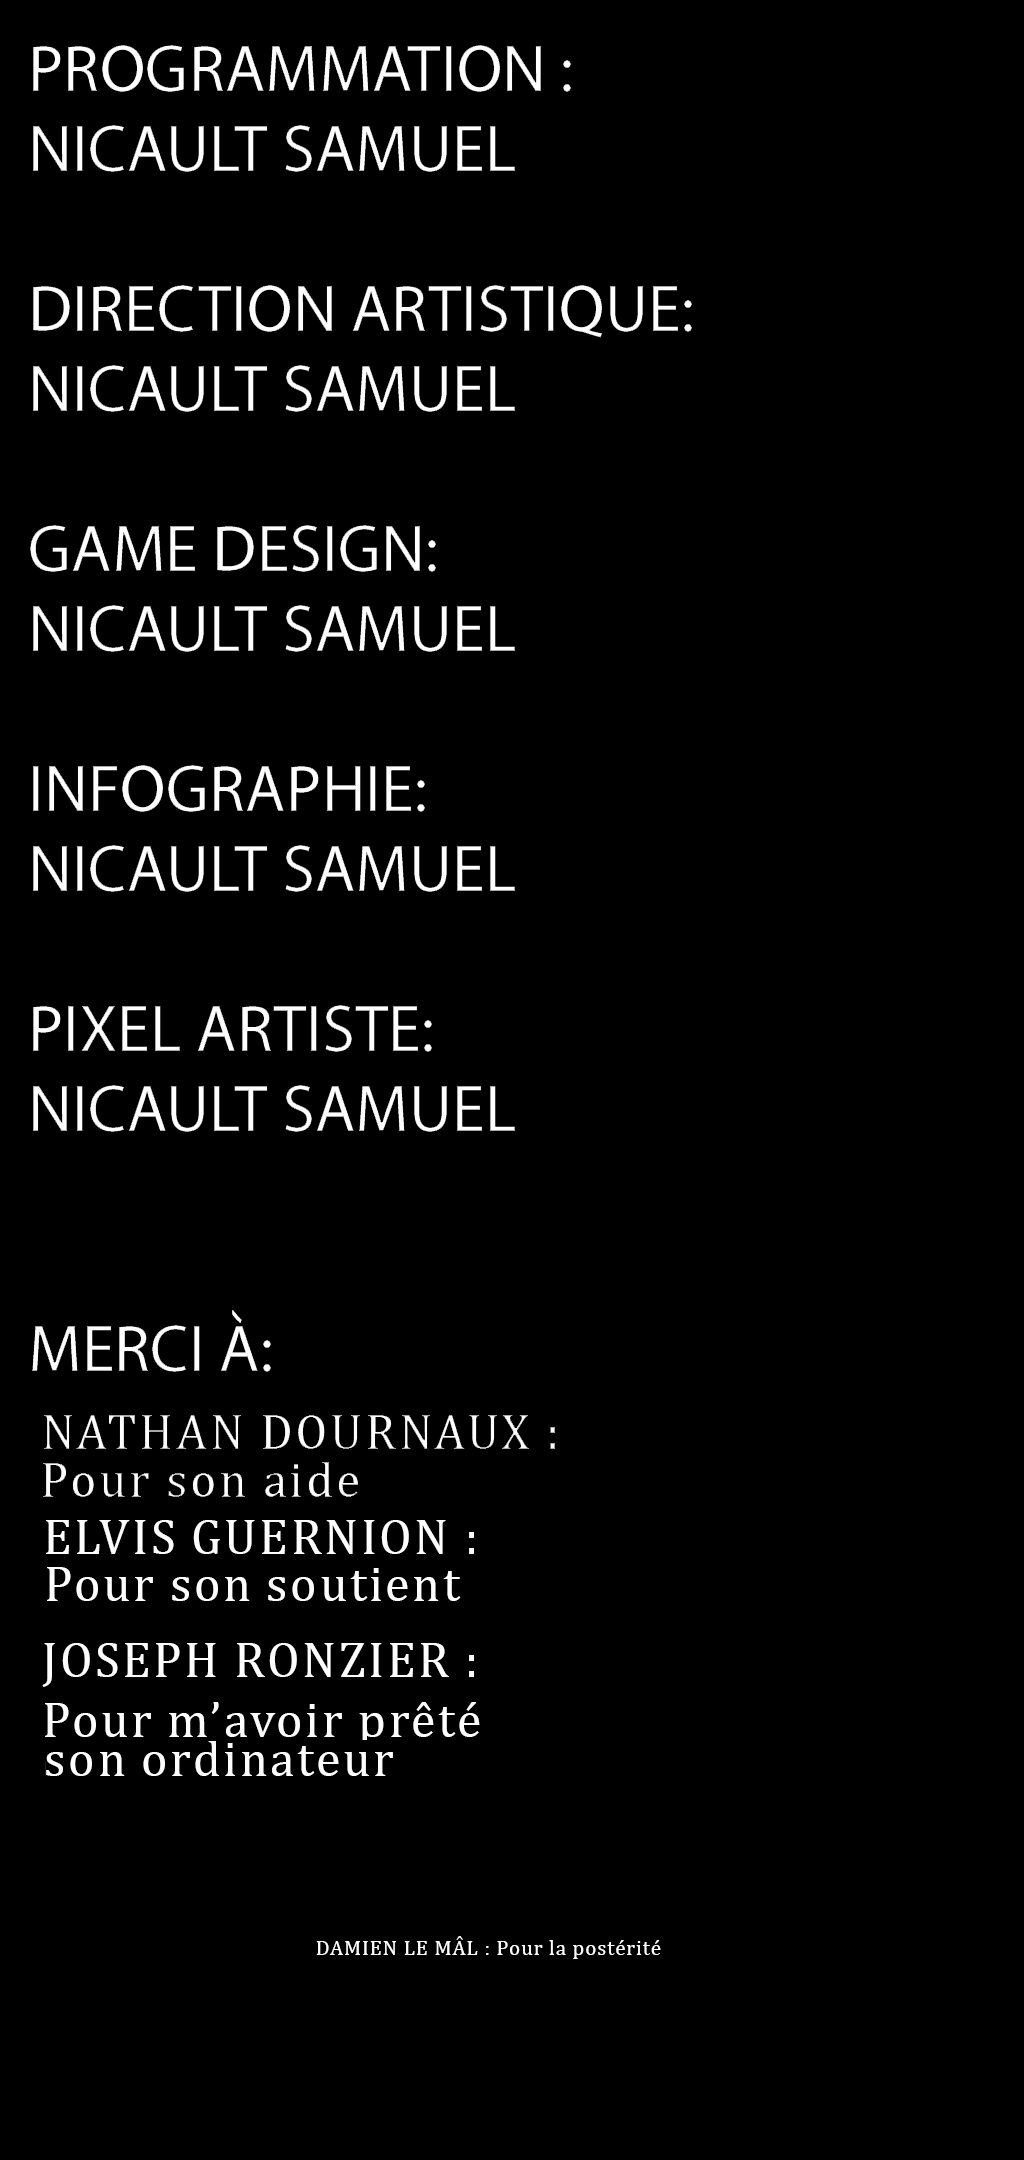 PROGRAMMATION :
NICAULT SAMUEL
DIRECTION ARTISTIQUE:
NICAULT SAMUEL
GAME DESIGN:
NICAULT SAMUEL
INFOGRAPHIE:
NICAULT SAMUEL
PIXEL ARTISTE:
NICAULT SAMUEL
MERCI À:
NATHAN DOURNAUX :
Pour son aide
ELVIS GUERNION :
Pour son soutient
JOSEPH RONZIER :
Pour m’avoir prêté
son ordinateur
DAMIEN LE MÂL : Pour la postérité